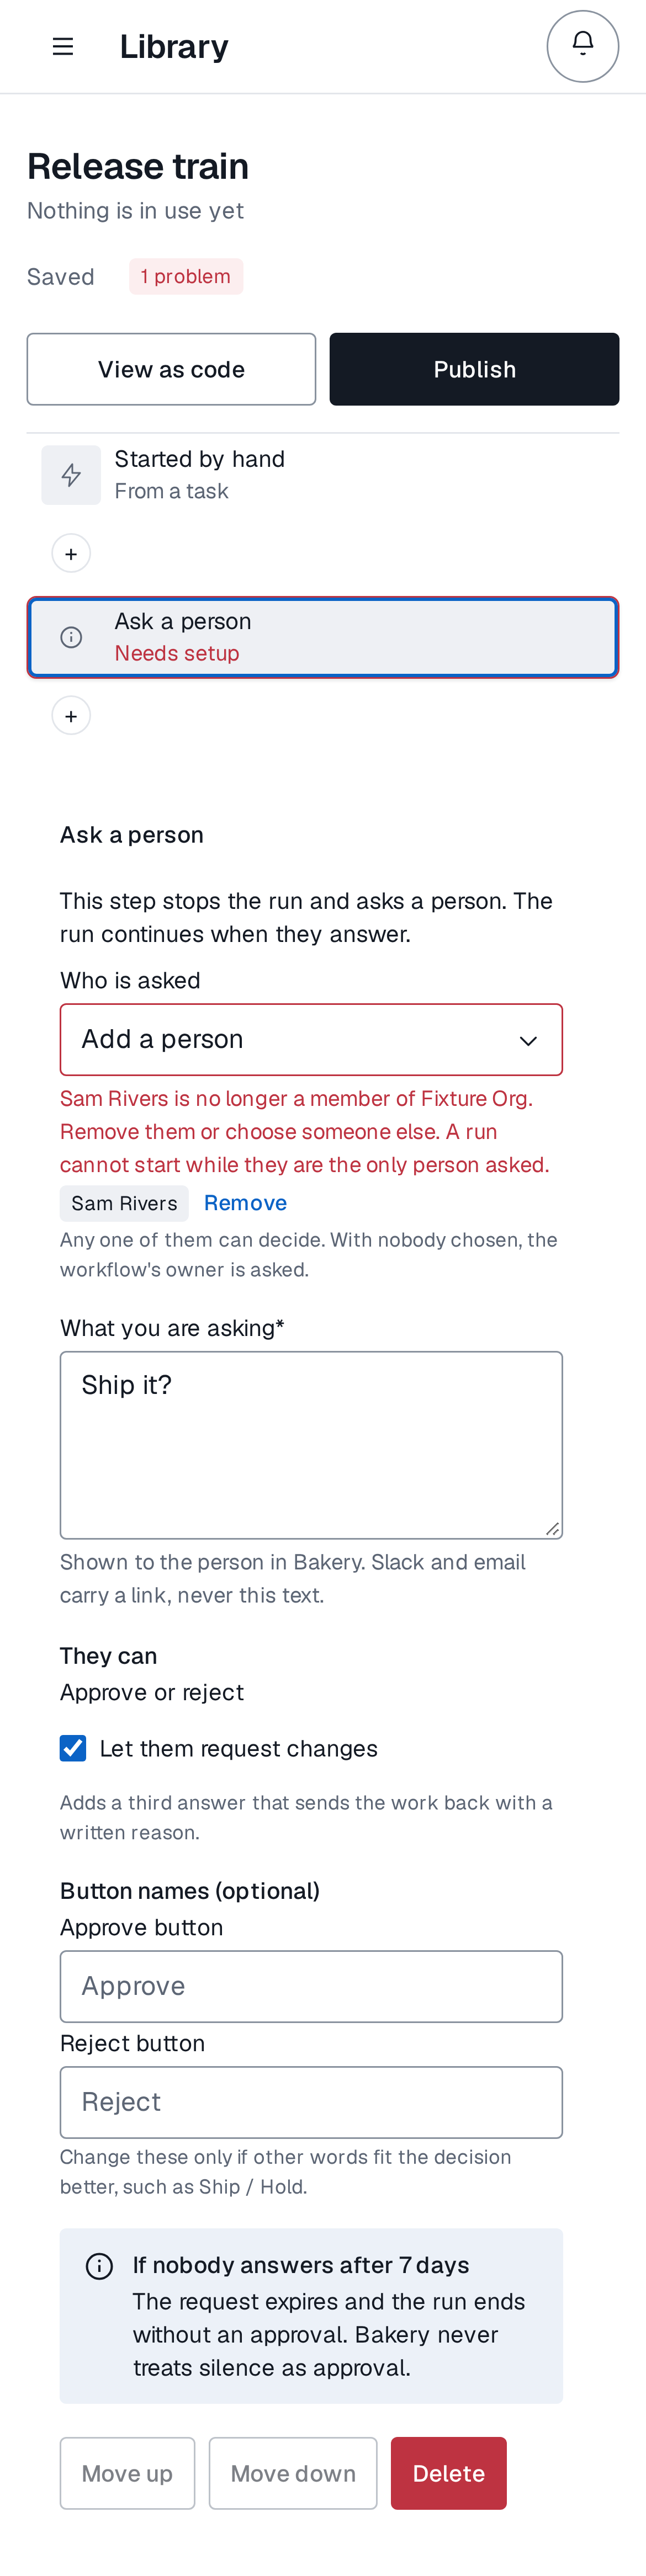 Library
Release train
Nothing is in use yet
Saved
1 problem
View as code
Publish
Started by hand
From a task
+
Ask a person
Needs setup
+
Ask a person
This step stops the run and asks a person. The
run continues when they answer.
Who is asked
Add a person
Sam Rivers is no longer a member of Fixture Org.
Remove them or choose someone else. A run
cannot start while they are the only person asked.
Sam Rivers
Remove
Any one of them can decide. With nobody chosen, the
workflow's owner is asked.
What you are asking*
Ship it?
Shown to the person in Bakery. Slack and email
carry a link, never this text.
They can
Approve or reject
Let them request changes
Adds a third answer that sends the work back with a
written reason.
Button names (optional)
Approve button
Approve
Reject button
Reject
Change these only if other words fit the decision
better, such as Ship / Hold.
If nobody answers after 7 days
The request expires and the run ends
without an approval. Bakery never
treats silence as approval.
Move up
Move down
Delete